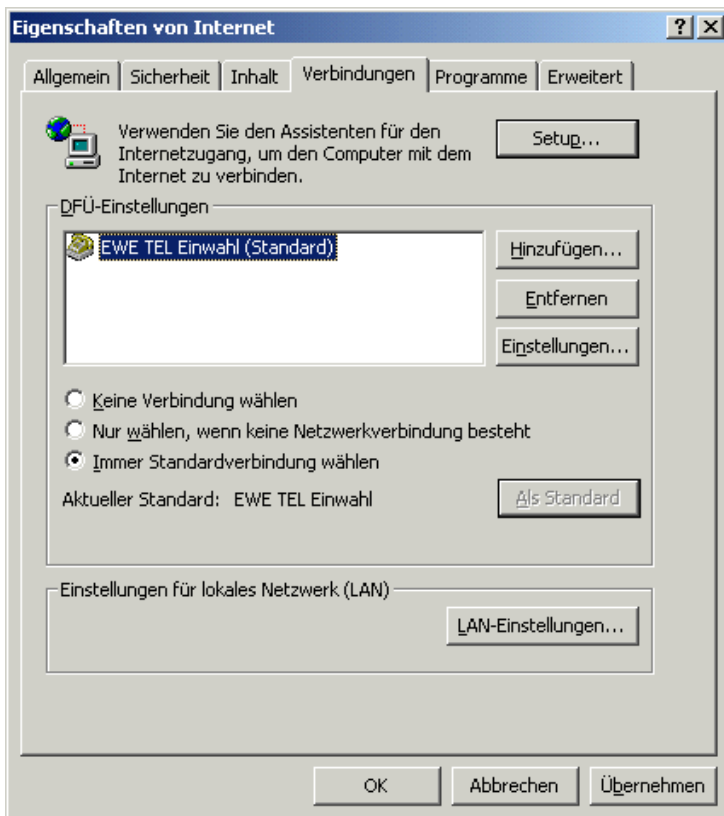 Eigenschaften von Internet
Allgemein Sicherheit Inhalt Verbindungen Programme Erweitert
Verwenden Sie den Assistenten für den
Internetzugang, um den Computer mit dem
Internet zu verbinden.
Setup...
DFÜ-Einstellungen
EWE TEL Einwahl (Standard)
Hinzufügen...
Entfernen
Einstellungen...
Keine Verbindung wählen
Nur wählen, wenn keine Netzwerkverbindung besteht
Immer Standardverbindung wählen
Aktueller Standard: EWE TEL Einwahl
Als Standard
Einstellungen für lokales Netzwerk (LAN)
LAN-Einstellungen...
OK Abbrechen Übernehmen